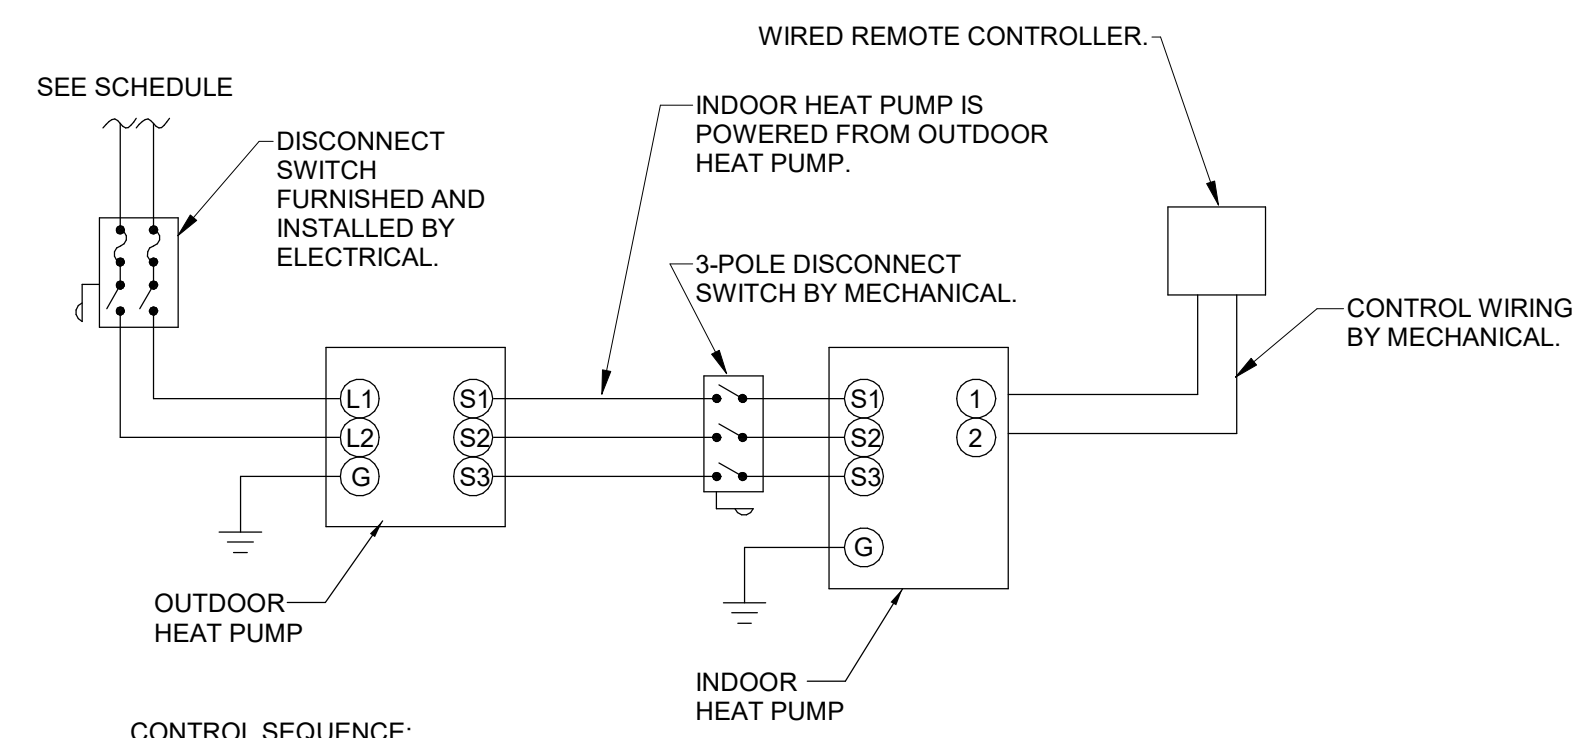 WIRED REMOTE CONTROLLER.
SEE SCHEDULE
INDOOR HEAT PUMP IS
POWERED FROM OUTDOOR
HEAT PUMP.
DISCONNECT
SWITCH
FURNISHED AND
INSTALLED BY
ELECTRICAL.
3-POLE DISCONNECT
SWITCH BY MECHANICAL.
CONTROL WIRING
BY MECHANICAL.
L1
L2
G
S1
S2
S3
S1
S2
S3
G
1
2
OUTDOOR
HEAT PUMP
INDOOR
HEAT PUMP
CONTROL SEQUENCE: